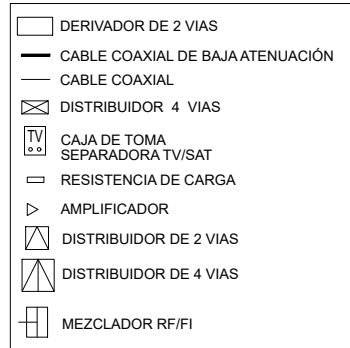 DERIVADOR DE 2 VIAS
CABLE COAXIAL DE BAJA ATENUACIÓN
CABLE COAXIAL
DISTRIBUIDOR 4 VIAS
TV
CAJA DE TOMA
SEPARADORA TV/SAT
RESISTENCIA DE CARGA
AMPLIFICADOR
DISTRIBUIDOR DE 2 VIAS
DISTRIBUIDOR DE 4 VIAS
MEZCLADOR RF/FI